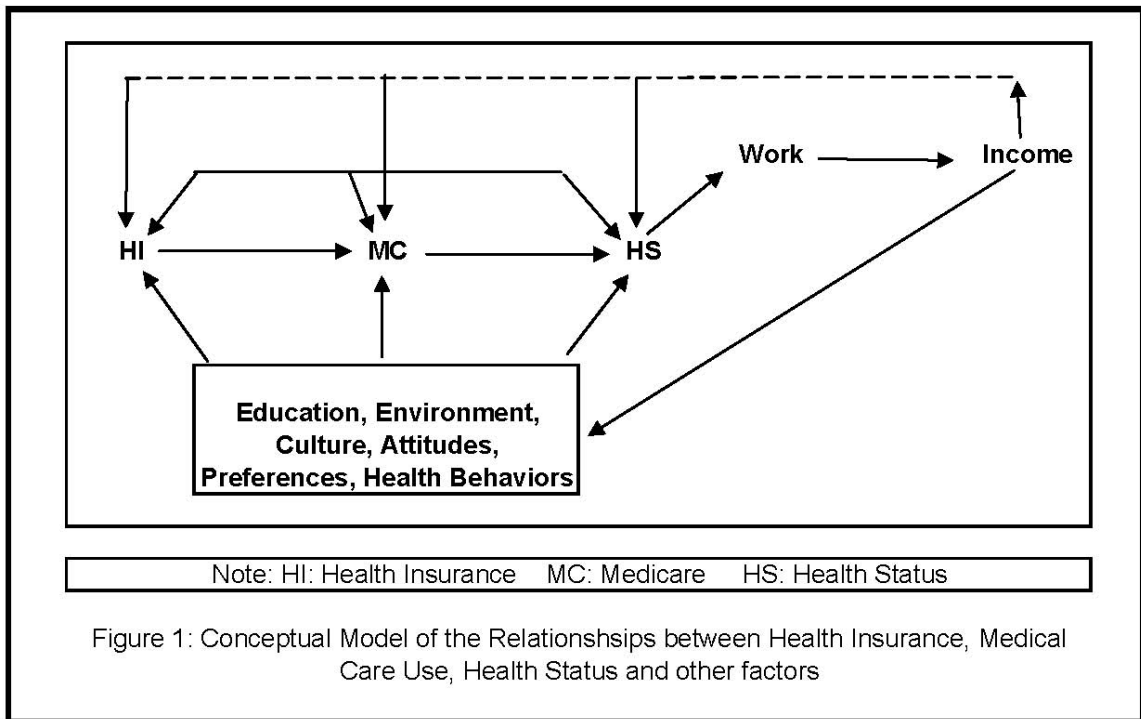 Work
Income
HI
MC
HS
Education, Environment,
Culture, Attitudes,
Preferences, Health Behaviors
Note: HI: Health Insurance MC: Medicare HS: Health Status
Figure 1: Conceptual Model of the Relationshsips between Health Insurance, Medical
Care Use, Health Status and other factors